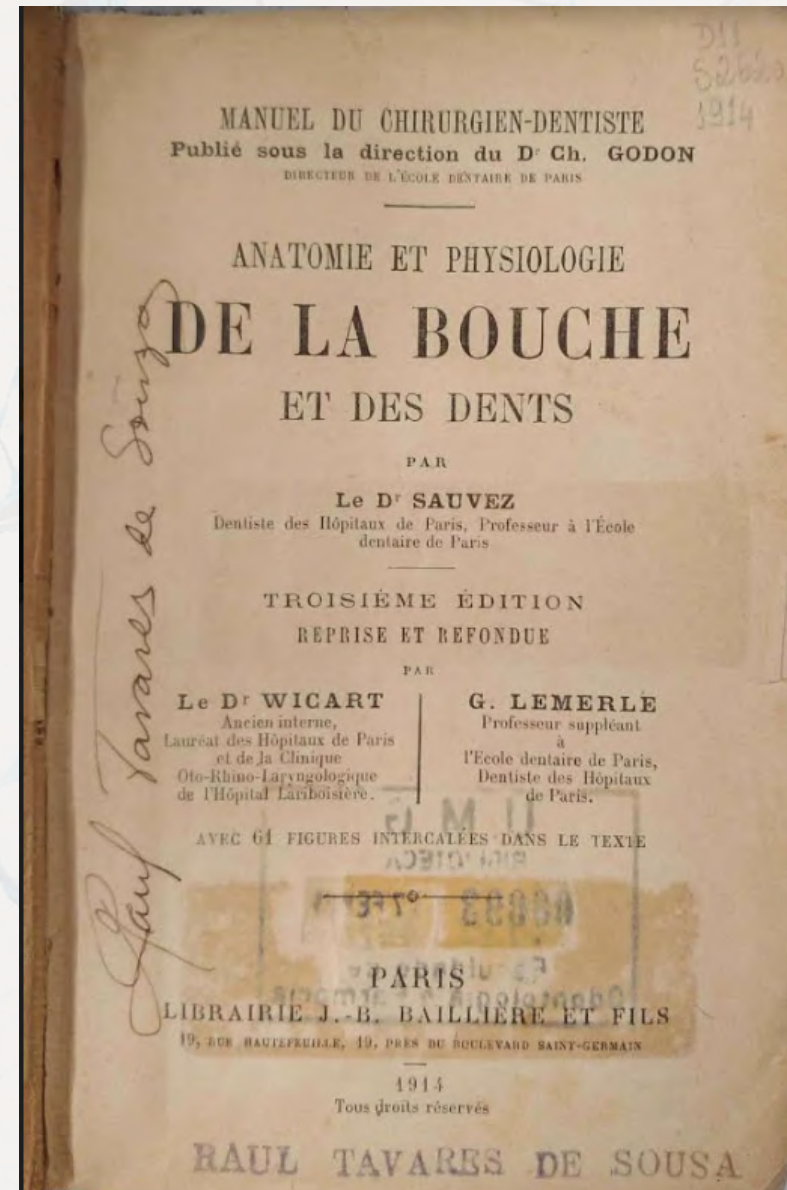 D11
1914
MANUEL DU CHIRURGIEN-DENTISTE
Publié sous la direction du Dr Ch. GODON
DIRECTEUR DE L'ÉCOLE DENTAIRE DE PARIS
ANATOMIE ET PHYSIOLOGIE
DE LA BOUCHE
ET DES DENTS
PAR
Le Dr SAUVEZ
Dentiste des Hôpitaux de Paris, Professeur à l'École
dentaire de Paris
TROISIÈME ÉDITION
REPRISE ET REFONDUE
PAR
Le Dr WICART
Ancien interne,
Lauréat des Hôpitaux de Paris
et de la Clinique
Oto-Rhino-Laryngologique
de l'Hôpital Lariboisière.
G. LEMERLE
Professeur suppléant
à
l'Ecole dentaire de Paris,
Dentiste des Hôpitaux
de Paris.
AVEC 61 FIGURES INTERCALÉES DANS LE TEXTE
PARIS
LIBRAIRIE J.-B. BAILLIÈRE ET FILS
19, RUE HAUTEFEUILLE, 19, PRÈS DU BOULEVARD SAINT-GERMAIN
1914
Tous droits réservés
RAUL TAVARES DE SOUSA
Raul Tavares de Souza